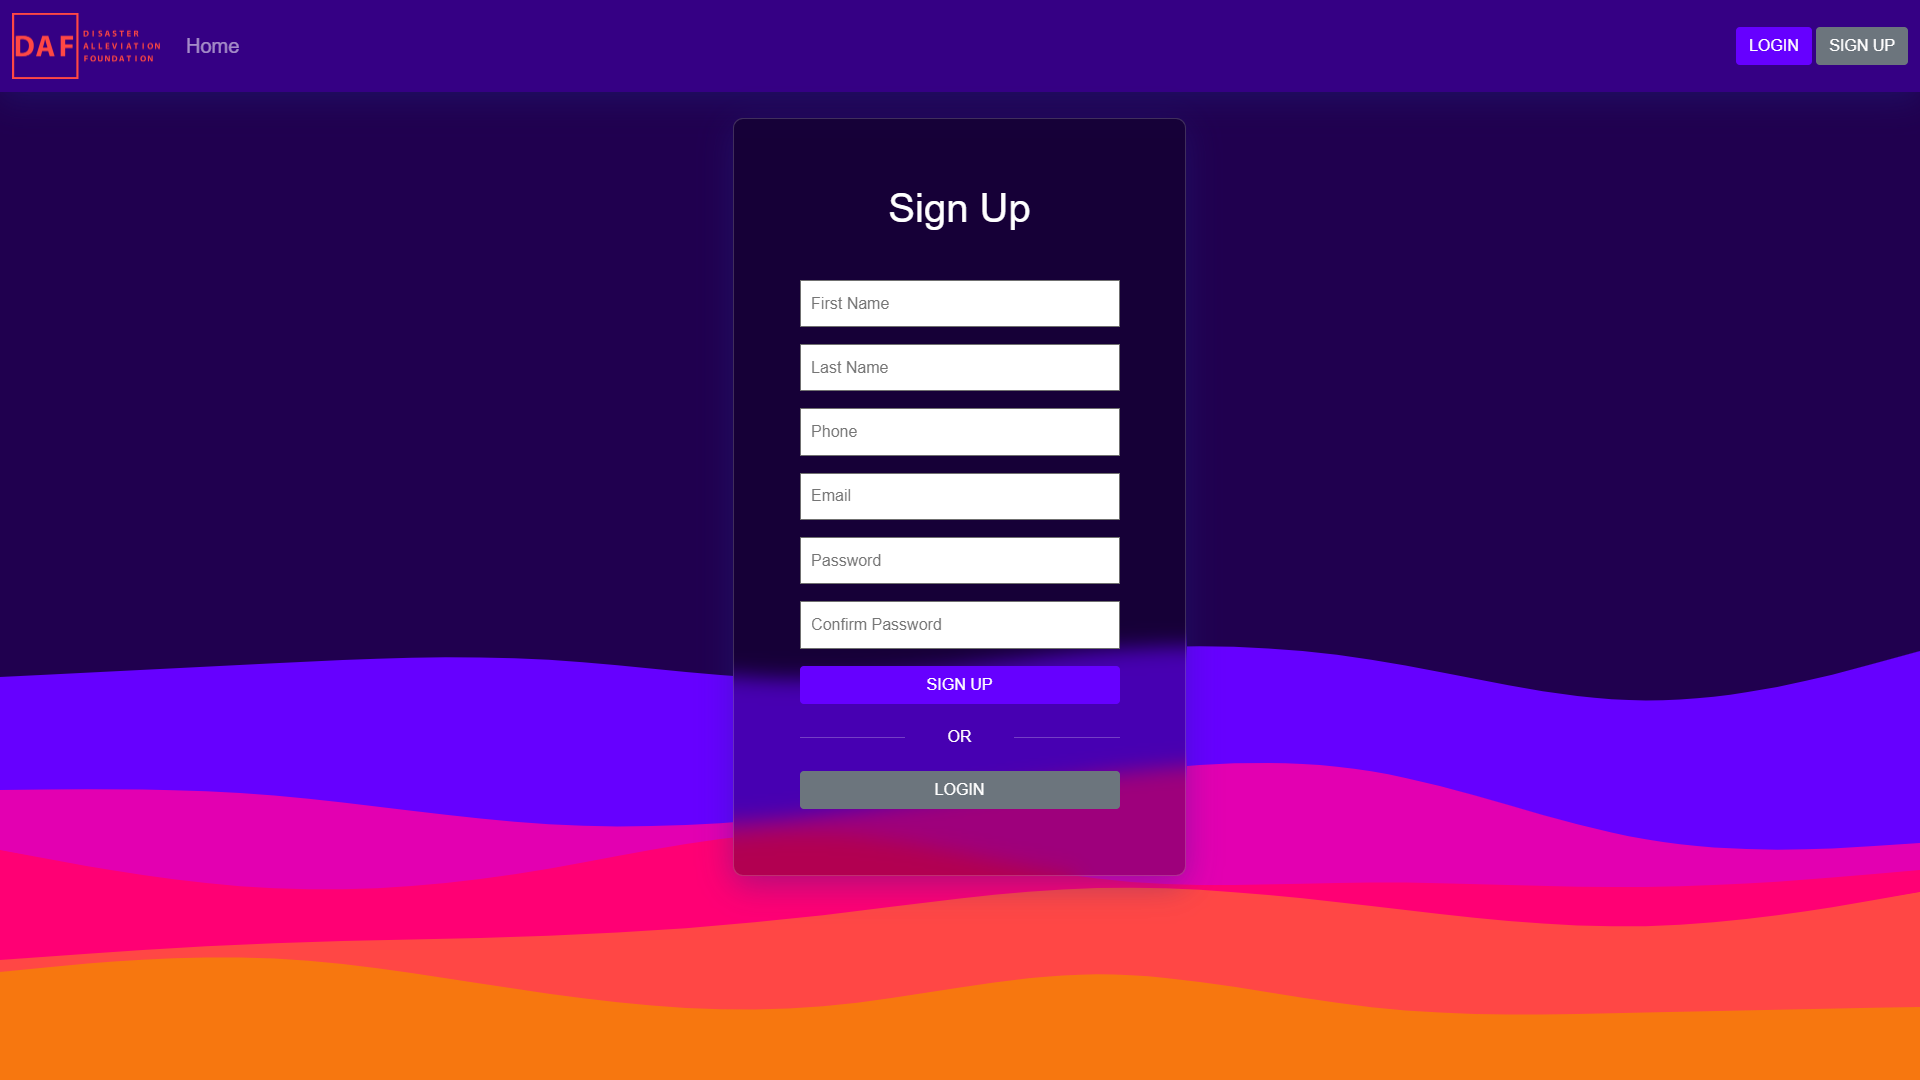 DAF
DISASTER
ALLEVIATION
FOUNDATION
Home
LOGIN
SIGN UP
Sign Up
First Name
Last Name
Phone
Email
Password
Confirm Password
SIGN UP
OR
LOGIN